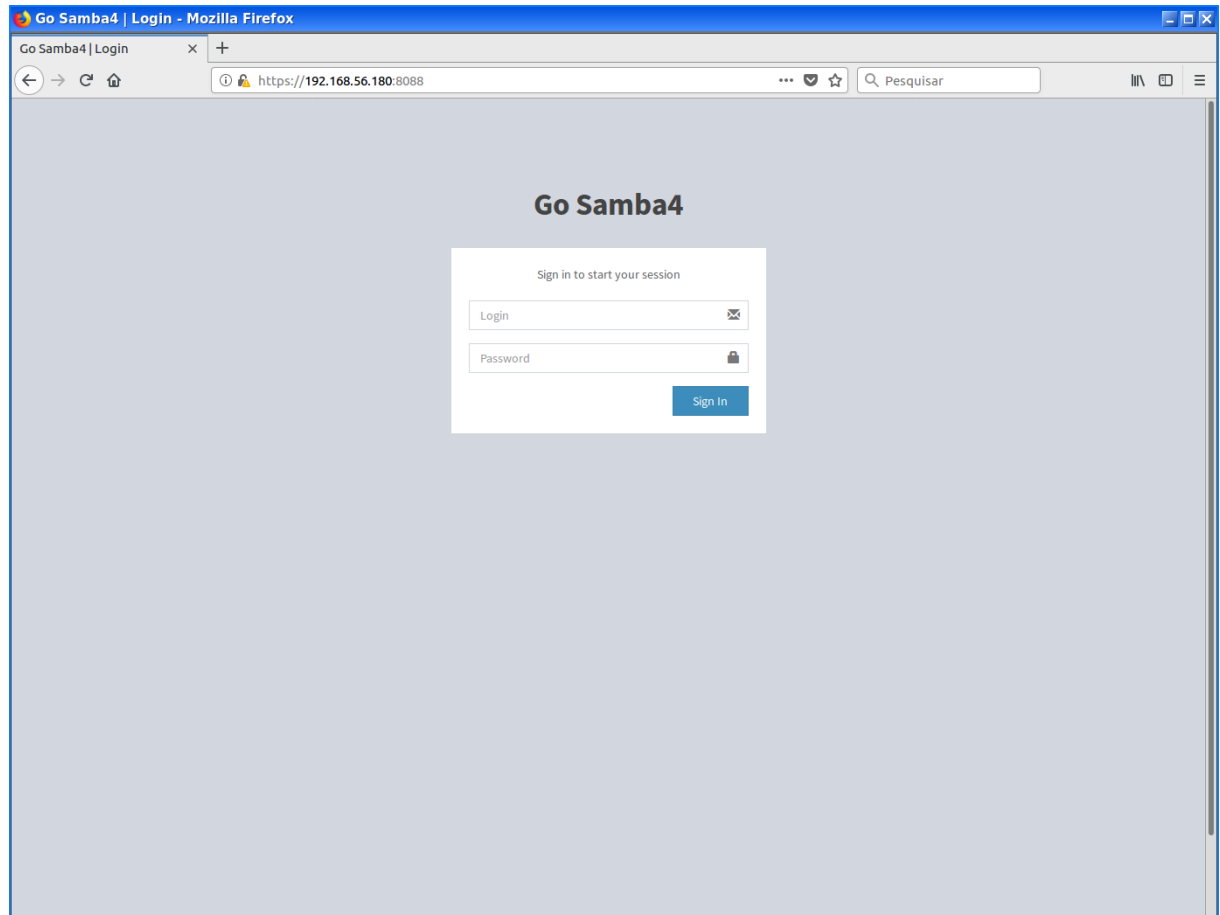 Go Samba4 | Login - Mozilla Firefox
Go Samba4 | Login
https://192.168.56.180:8088
Pesquisar
Go Samba4
Sign in to start your session
Login
Password
Sign In